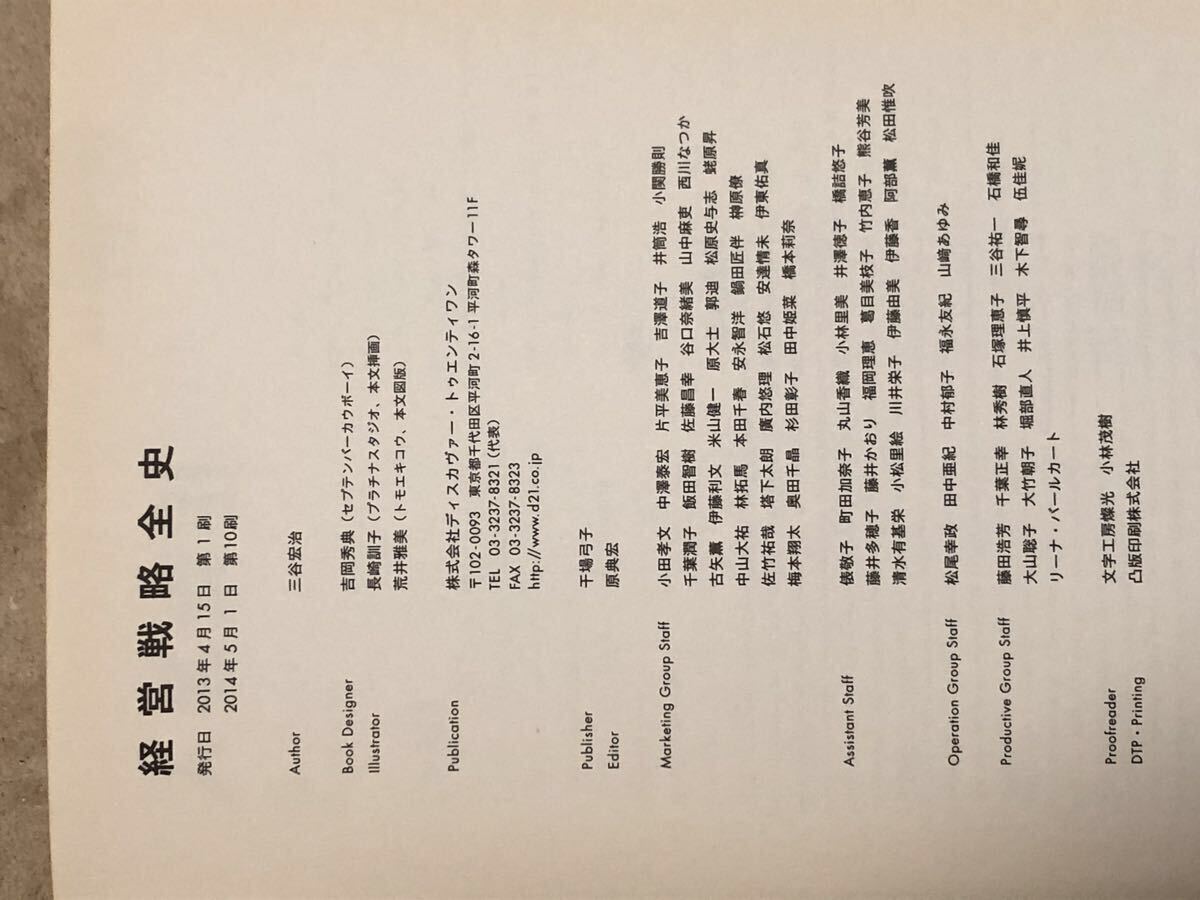 経営戦略全史
発行日 2013年4月15日 第1刷
2014年5月1日 第10刷
Author 三谷宏治
Book Designer 吉岡秀典（セプテンバーカウボーイ）
Illustrator 長崎訓子（プラチナスタジオ、本文挿画）
荒井雅美（トモエキコウ、本文図版）
Publication 株式会社ディスカヴァー・トゥエンティワン
〒102-0093 東京都千代田区平河町2-16-1 平河町森タワー11F
TEL 03-3237-8321（代表）
FAX 03-3237-8323
http://www.d21.co.jp
Publisher 干場弓子
Editor 原典宏
Marketing Group Staff 小田孝文 中澤泰宏 片平美恵子 吉澤道子 井筒浩 小関勝則
千葉潤子 飯田智樹 佐藤昌幸 谷口奈緒美 山中麻吏 西川なつか
古矢薫 伊藤利文 米山健一 原大士 郭迪 松原史与志 蛯原昇
中山大祐 林拓馬 本田千春 安永智洋 鍋田匠伴 榊原僚
佐竹祐哉 塔下太朗 廣内悠理 松石悠 安達情未 伊東佑真
梅本翔太 奥田千晶 杉田彰子 田中姫菜 橋本莉奈
Assistant Staff 俵敬子 町田加奈子 丸山香織 小林里美 井澤徳子 橋詰悠子
藤井多穂子 藤井かおり 福岡理恵 葛目美枝子 竹内恵子 熊谷芳美
清水有基栄 小松里絵 川井栄子 伊藤由美 伊藤香 阿部薫 松田惟吹
Operation Group Staff 松尾幸政 田中亜紀 中村郁子 福永友紀 山﨑あゆみ
Productive Group Staff 藤田浩芳 千葉正幸 林秀樹 石塚理恵子 三谷祐一 石橋和佳
大山聡子 大竹朝子 堀部直人 井上慎平 木下智尋 伍佳妮
リーナ・バールカート
Proofreader 文字工房燦光 小林茂樹
DTP・Printing 凸版印刷株式会社